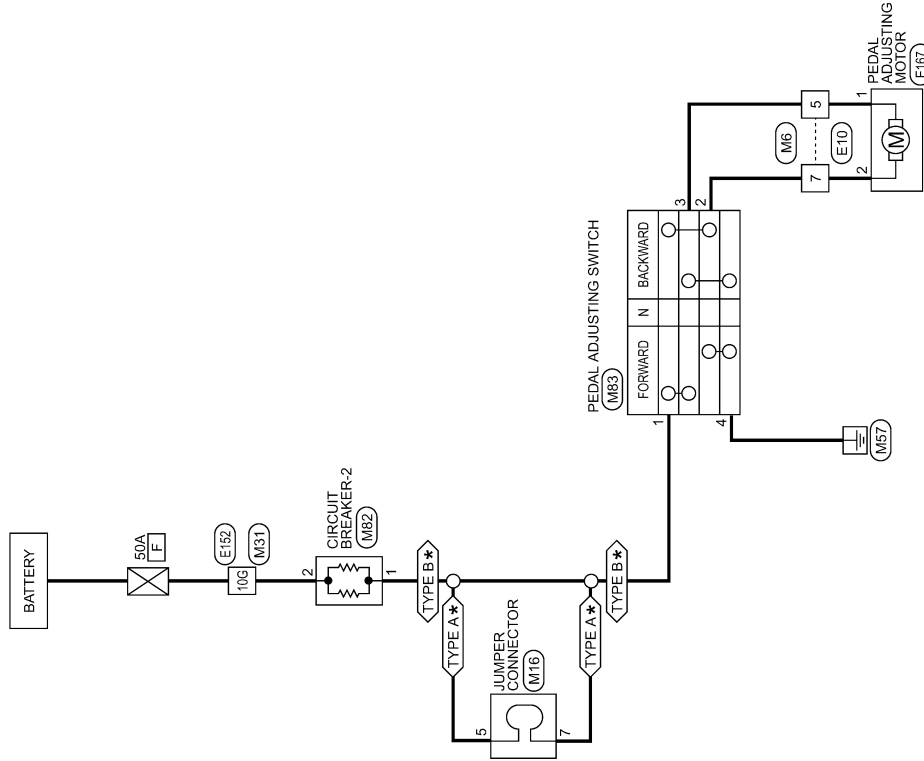 BATTERY
50A
F
10G
E152
M31
2
CIRCUIT
BREAKER-2
M82
1
TYPE B*
TYPE A*
JUMPER
CONNECTOR
M16
5
7
TYPE A*
TYPE B*
PEDAL ADJUSTING SWITCH
M83
FORWARD
N
BACKWARD
1
4
3
2
M57
M6
7
5
E10
2
1
PEDAL
ADJUSTING
MOTOR
E167
M